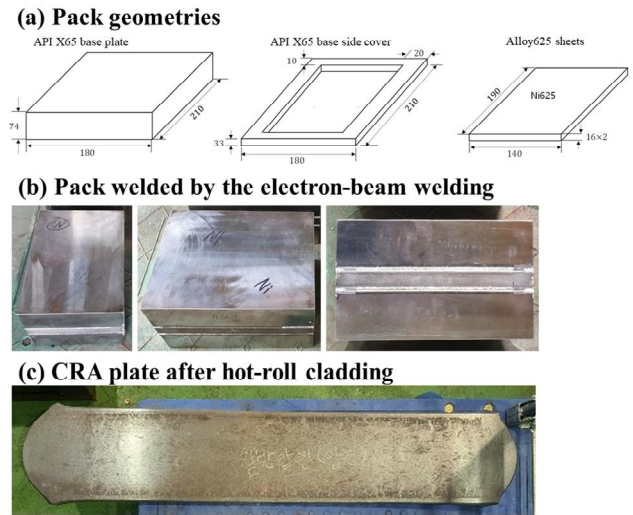 (a) Pack geometries
API X65 base plate
API X65 base side cover
Alloy625 sheets
74
180
210
10
20
33
180
210
190
Ni625
16×2
140
(b) Pack welded by the electron-beam welding
Ni
Ni
(c) CRA plate after hot-roll cladding